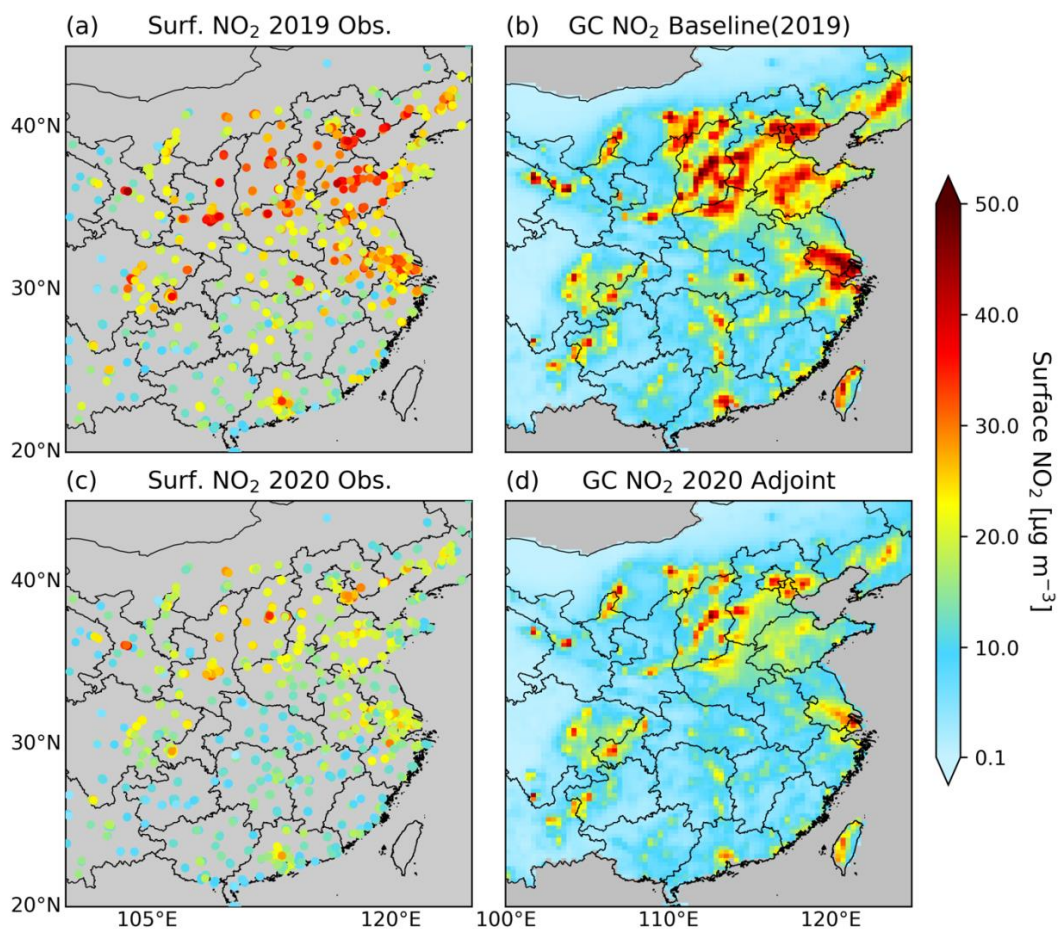 (a) Surf. NO₂ 2019 Obs.
(b) GC NO₂ Baseline(2019)
40°N
30°N
20°N
(c) Surf. NO₂ 2020 Obs.
(d) GC NO₂ 2020 Adjoint
40°N
30°N
20°N
105°E
120°E
100°E
110°E
120°E
50.0
40.0
30.0
20.0
10.0
0.1
Surface NO₂ [μg m⁻³]